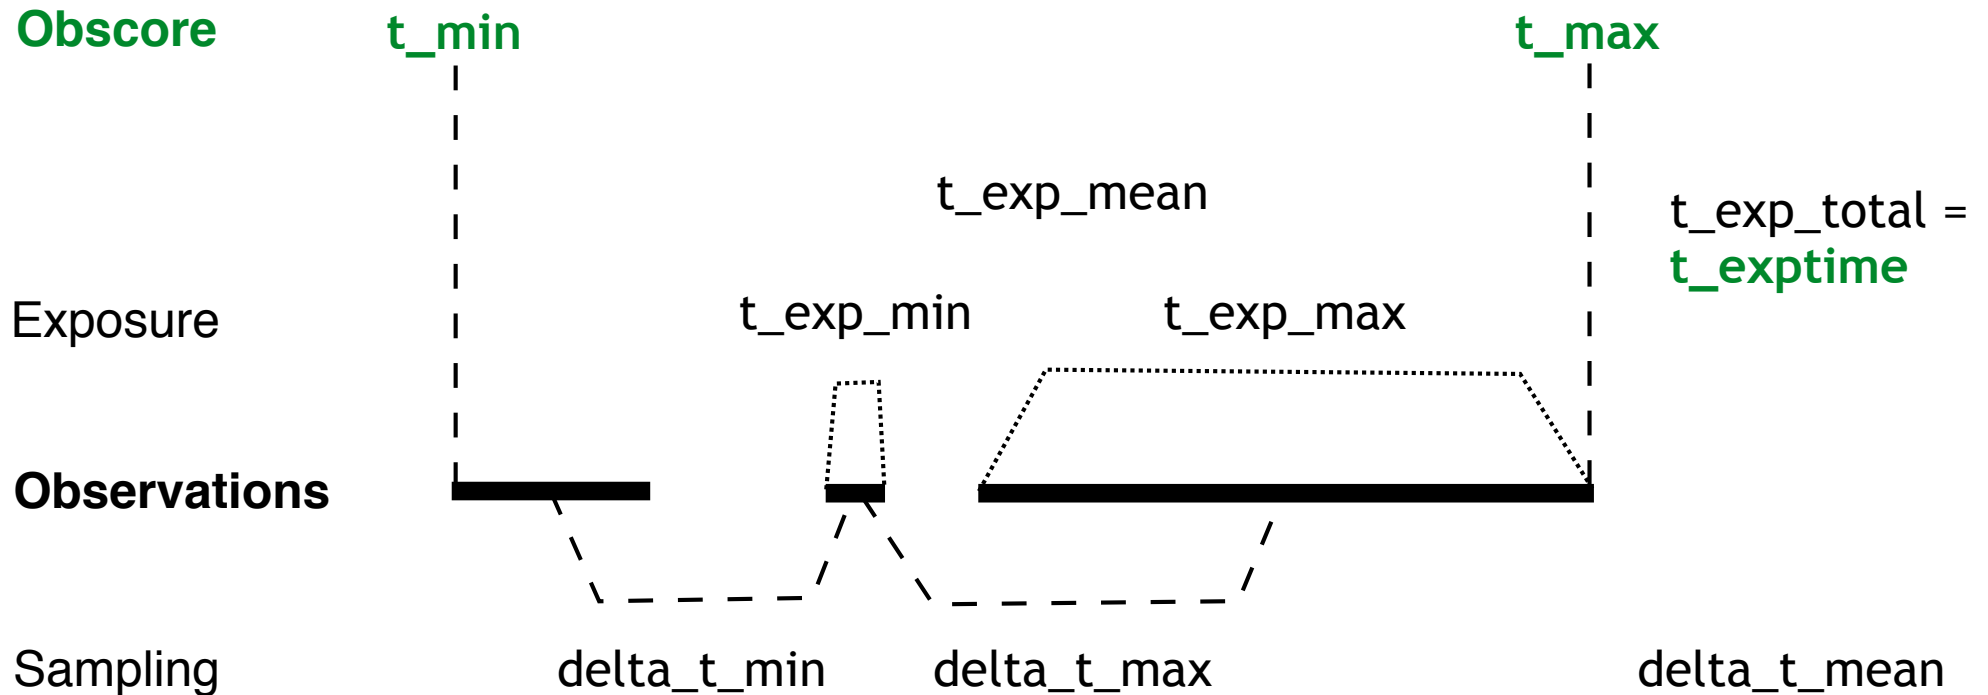 Obscore t_min t_max
t_exp_mean
t_exp_total =
t_exptime
Exposure t_exp_min t_exp_max
Observations
Sampling delta_t_min delta_t_max delta_t_mean